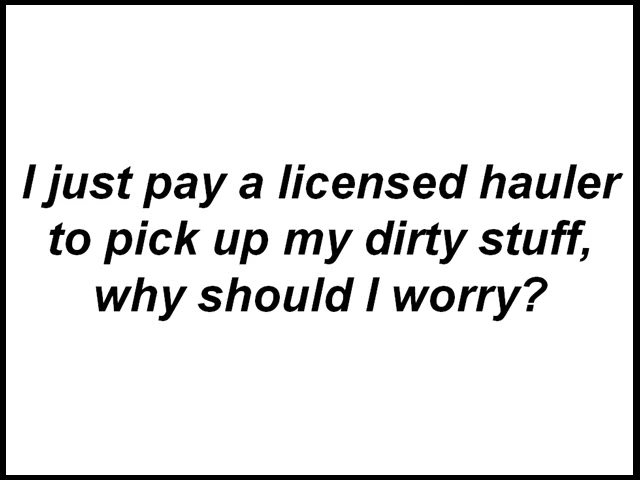 I just pay a licensed hauler
to pick up my dirty stuff,
why should I worry?